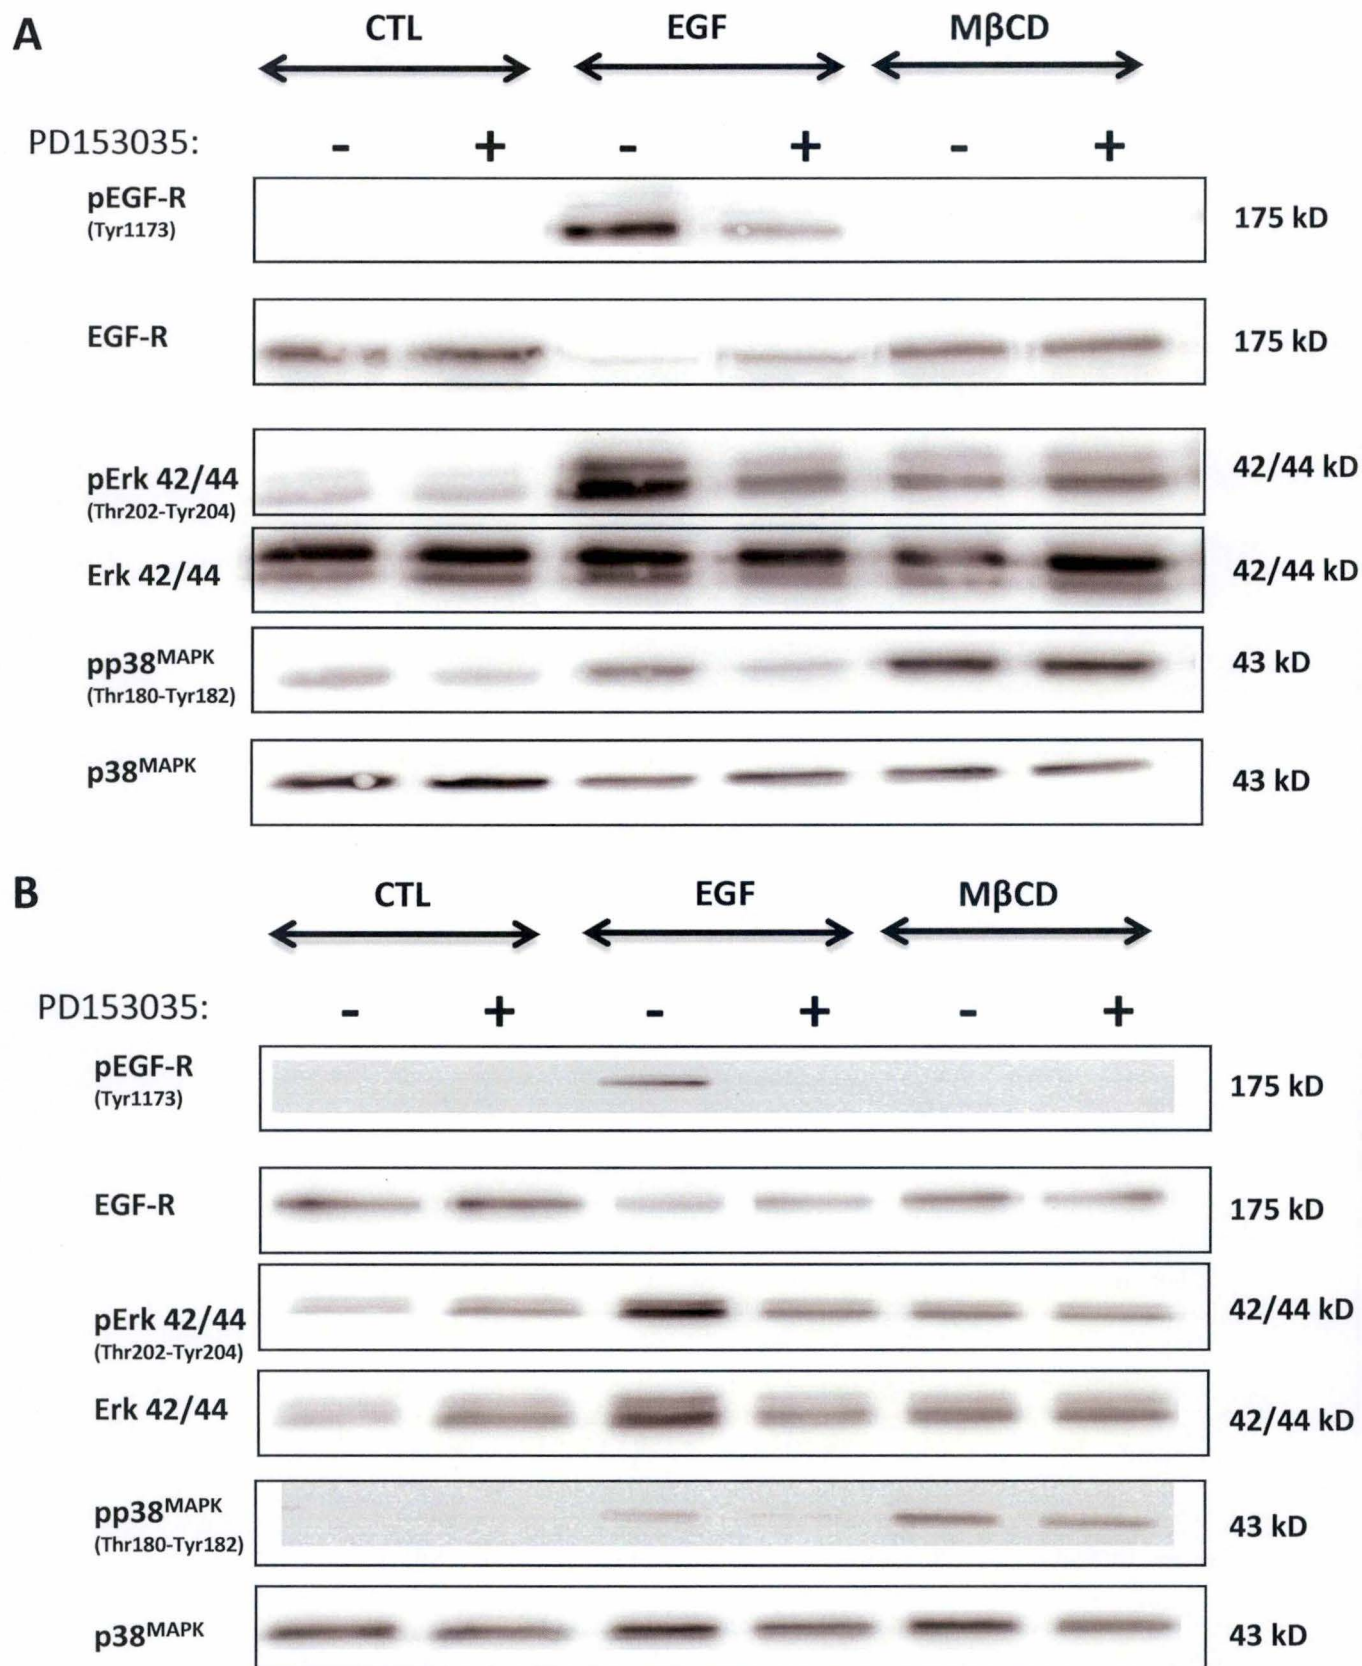 A
CTL EGF MβCD
PD153035: - + - + - +
pEGF-R
(Tyr1173)
175 kD
EGF-R
175 kD
pErk 42/44
(Thr202-Tyr204)
42/44 kD
Erk 42/44
42/44 kD
pp38MAPK
(Thr180-Tyr182)
43 kD
p38MAPK
43 kD
B
CTL EGF MβCD
PD153035: - + - + - +
pEGF-R
(Tyr1173)
175 kD
EGF-R
175 kD
pErk 42/44
(Thr202-Tyr204)
42/44 kD
Erk 42/44
42/44 kD
pp38MAPK
(Thr180-Tyr182)
43 kD
p38MAPK
43 kD